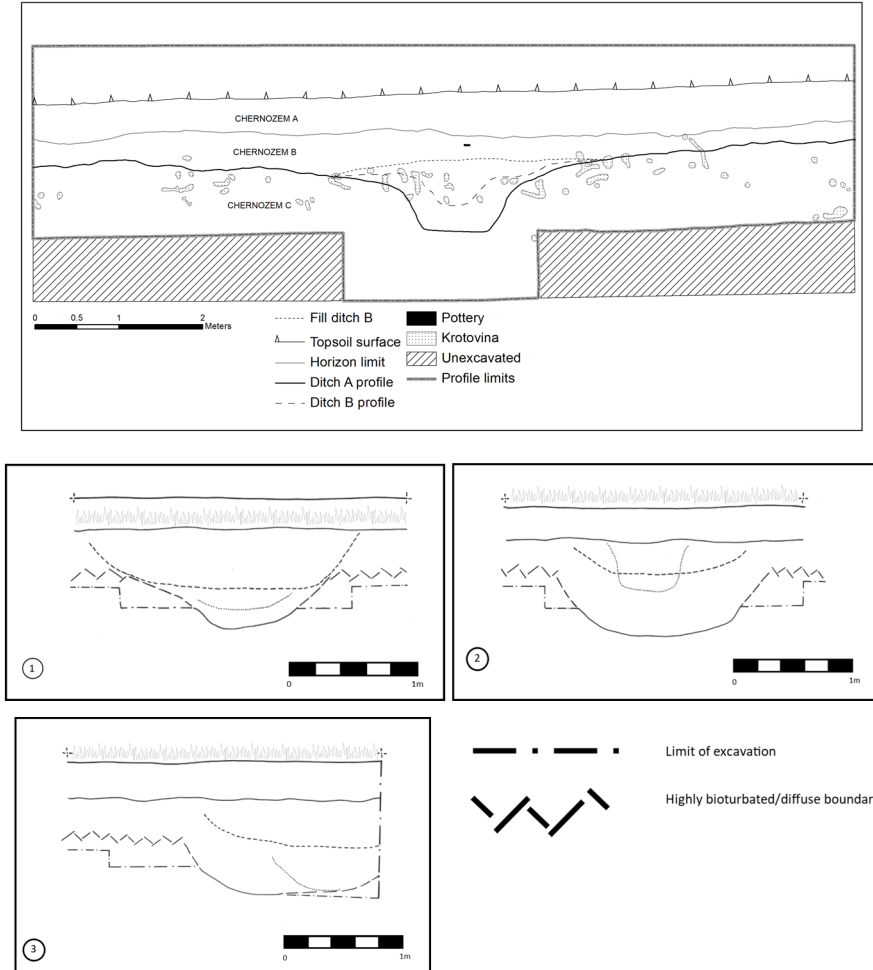 CHERNOZEM A
CHERNOZEM B
CHERNOZEM C
0 0.5 1 2
Meters
Fill ditch B
Topsoil surface
Horizon limit
Ditch A profile
Ditch B profile
Pottery
Krotovina
Unexcavated
Profile limits
1
0 1m
2
0 1m
3
0 1m
Limit of excavation
Highly bioturbated/diffuse boundar